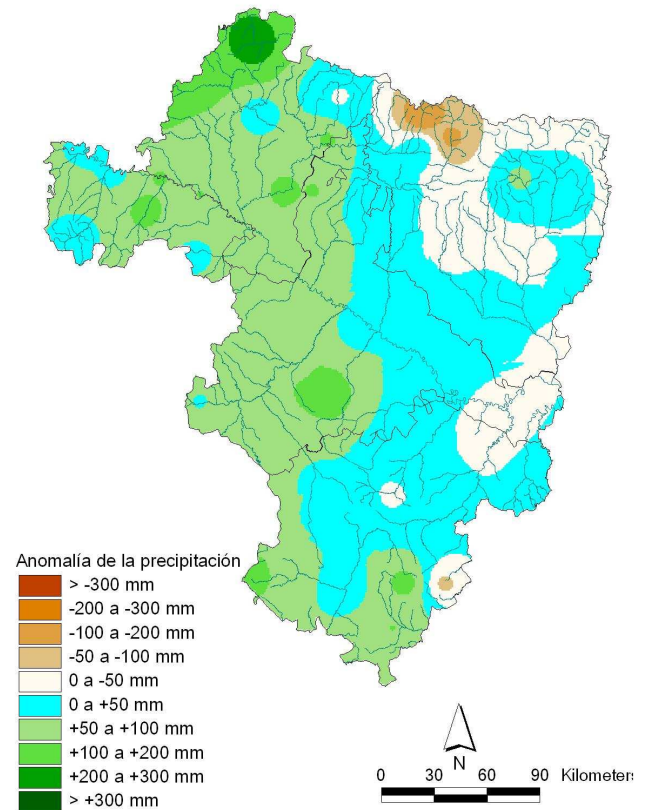 Anomalía de la precipitación
> -300 mm
-200 a -300 mm
-100 a -200 mm
-50 a -100 mm
0 a -50 mm
0 a +50 mm
+50 a +100 mm
+100 a +200 mm
+200 a +300 mm
> +300 mm
N
0 30 60 90 Kilometers